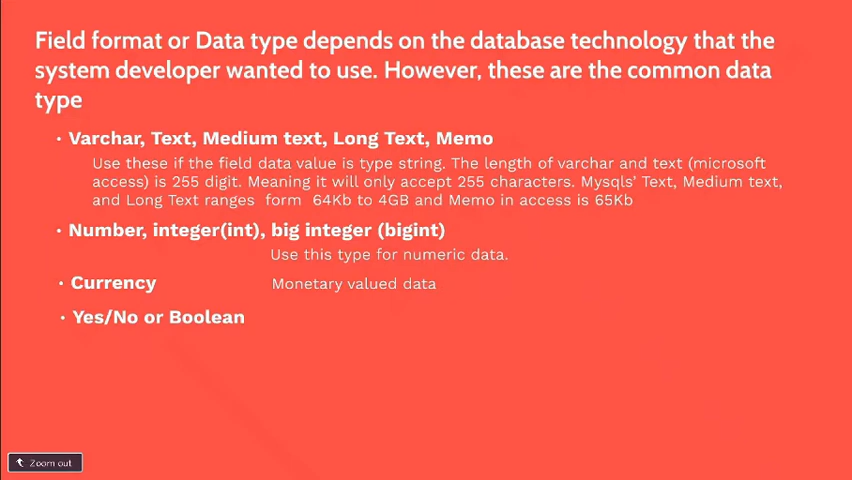 Field format or Data type depends on the database technology that the
system developer wanted to use. However, these are the common data
type
• Varchar, Text, Medium text, Long Text, Memo
Use these if the field data value is type string. The length of varchar and text (microsoft
access) is 255 digit. Meaning it will only accept 255 characters. Mysqls’ Text, Medium text,
and Long Text ranges form 64Kb to 4GB and Memo in access is 65Kb
• Number, integer(int), big integer (bigint)
Use this type for numeric data.
• Currency Monetary valued data
• Yes/No or Boolean
Zoom out